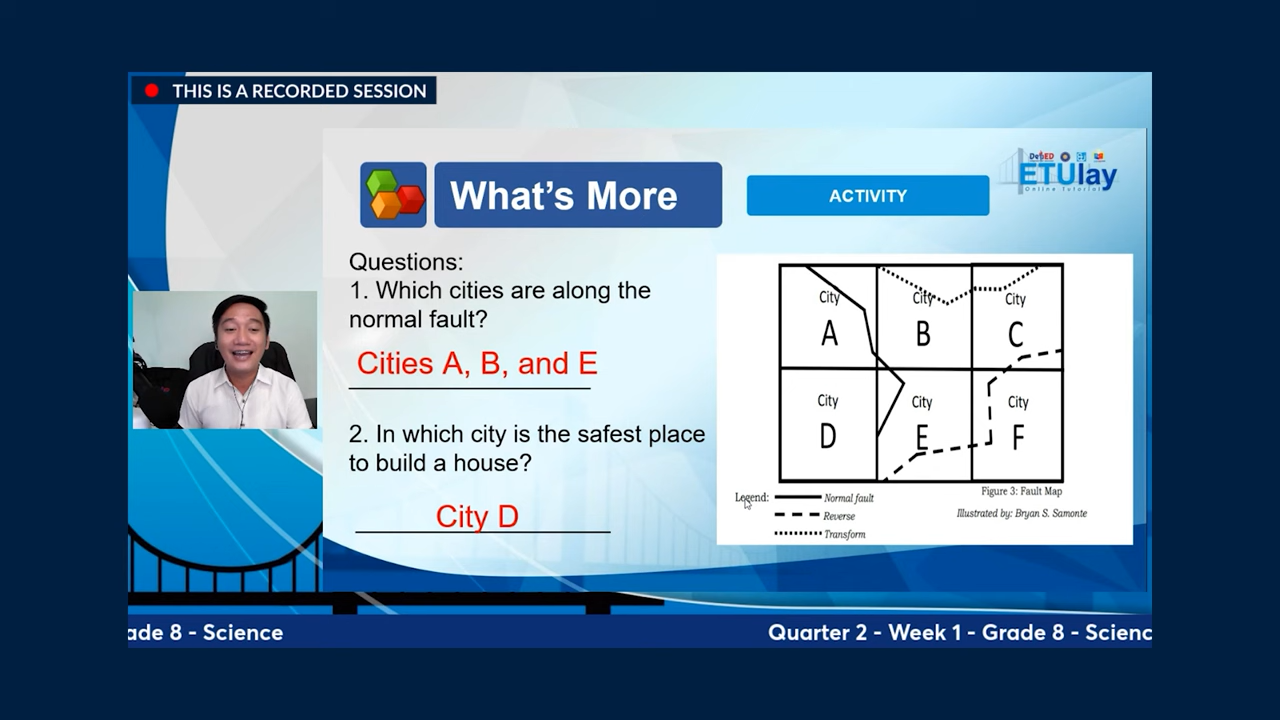 THIS IS A RECORDED SESSION
What's More
ACTIVITY
DepED
ETUlay
Online Tutorial
Questions:
1. Which cities are along the
normal fault?
Cities A, B, and E
2. In which city is the safest place
to build a house?
City D
City
A
City
B
City
C
City
D
City
E
City
F
Legend:
Normal fault
Reverse
Transform
Figure 3: Fault Map
Illustrated by: Bryan S. Samonte
ade 8 - Science
Quarter 2 - Week 1 - Grade 8 - Scienc